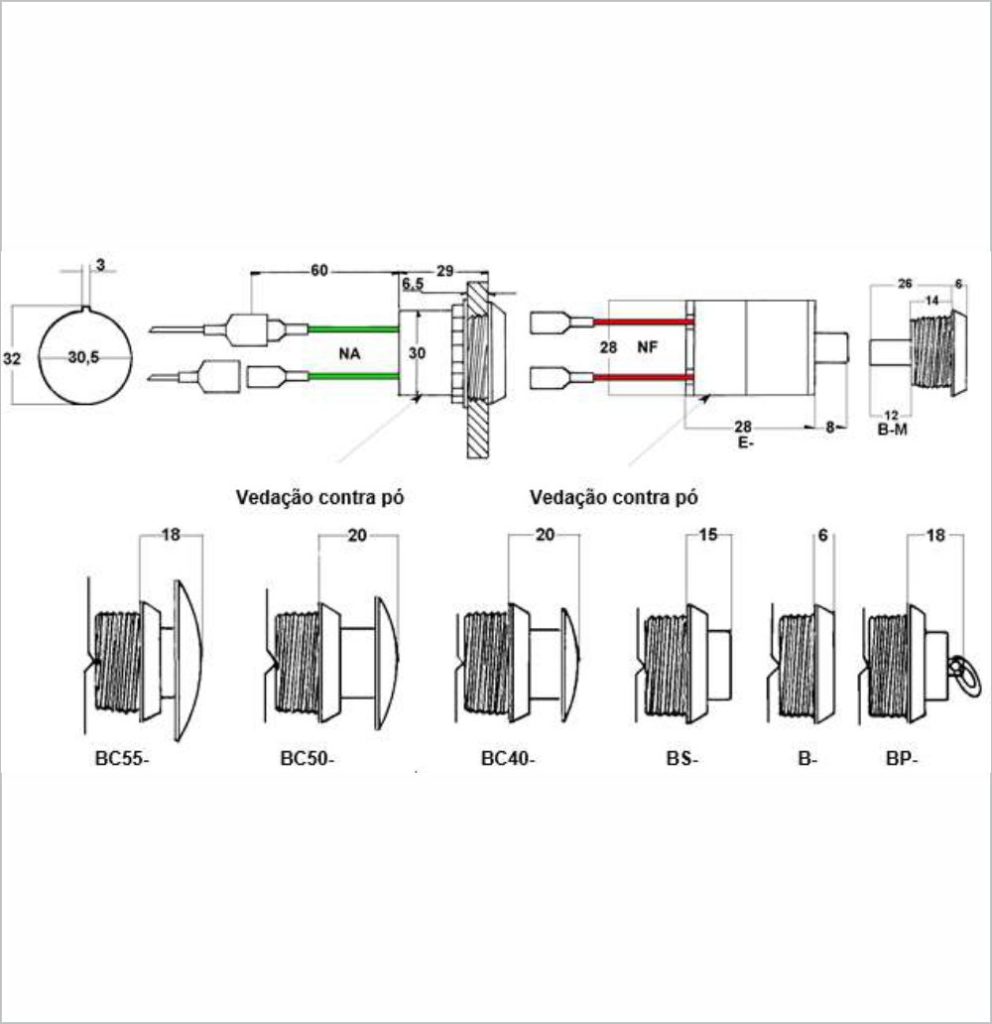 3
32
30,5
60
29
6.5
NA
30
28
NF
28
8
E-
26
6
14
12
B-M
Vedação contra pó
Vedação contra pó
18
20
20
15
6
18
BC55-
BC50-
BC40-
BS-
B-
BP-